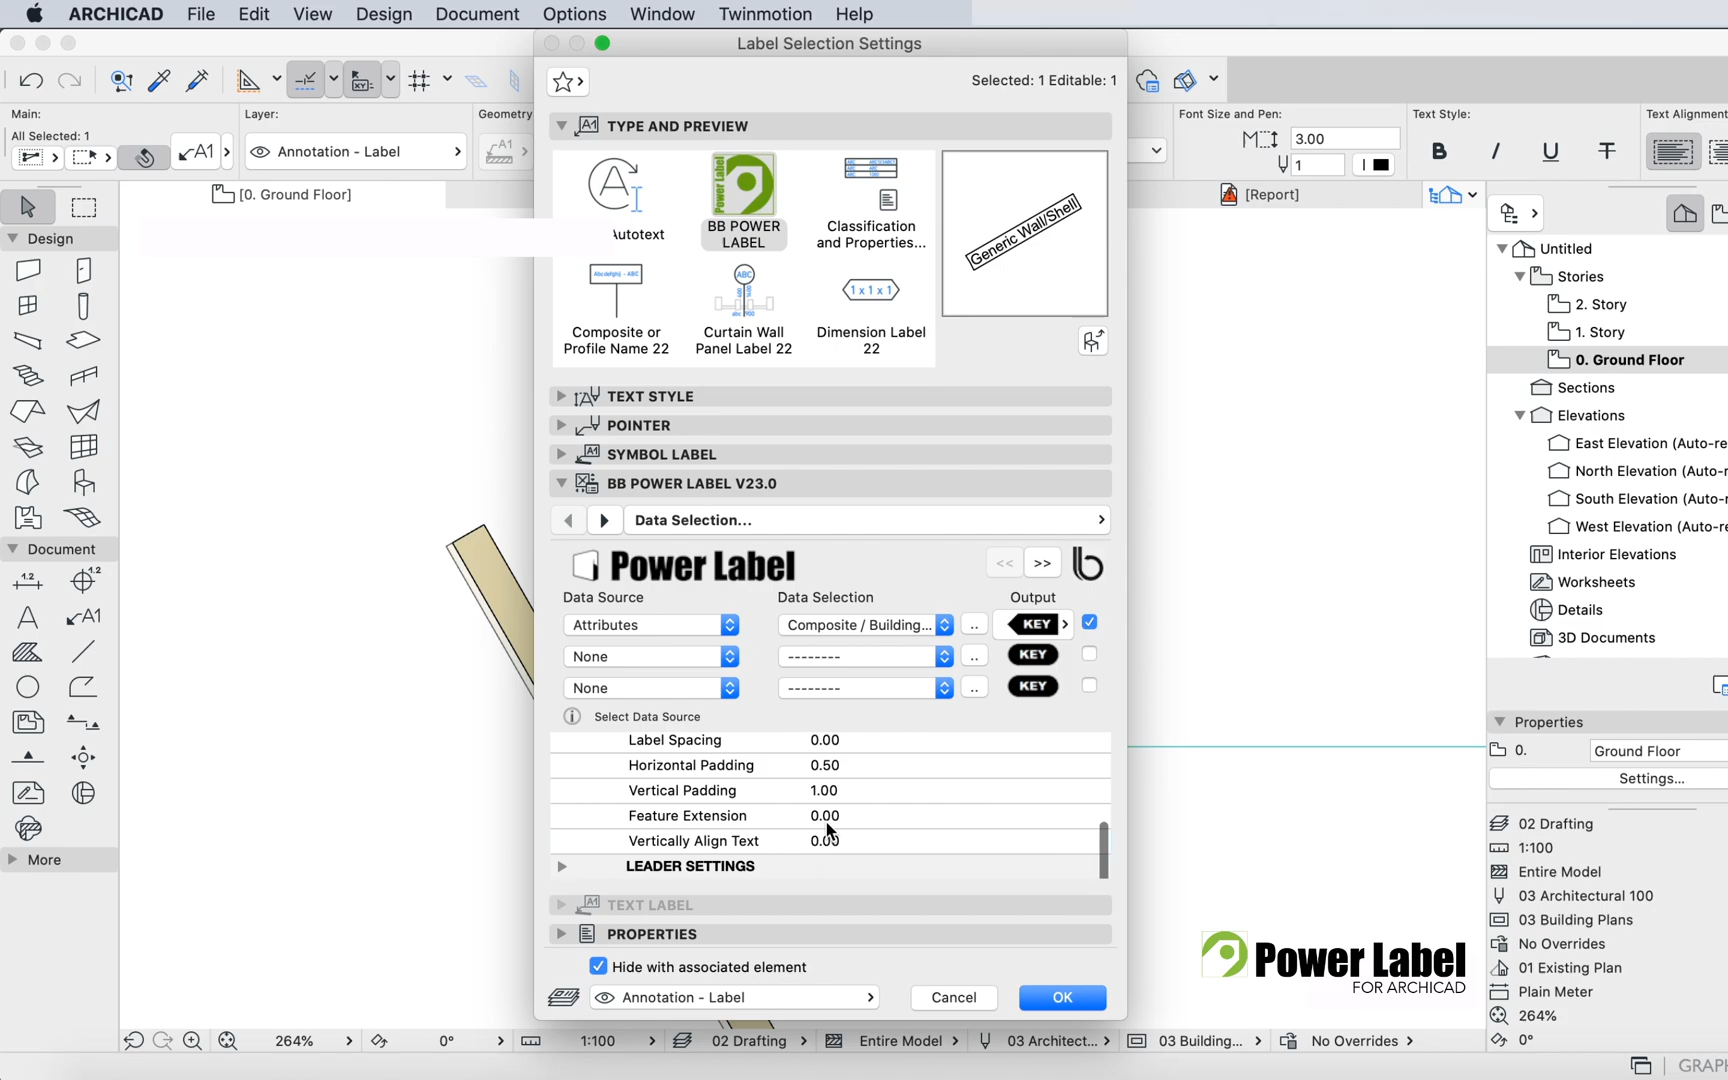 ARCHICAD File Edit View Design Document Options Window Twinmotion Help
Label Selection Settings
Selected: 1 Editable: 1
Main:
All Selected: 1
Layer:
Annotation - Label
Geometry
Font Size and Pen:
3.00
1
Text Style:
B I U T
Text Alignment
[0. Ground Floor]
[Report]
TYPE AND PREVIEW
Autotext
BB POWER
LABEL
Classification
and Properties...
Composite or
Profile Name 22
Curtain Wall
Panel Label 22
Dimension Label
22
Generic Wall/Shell
TEXT STYLE
POINTER
SYMBOL LABEL
BB POWER LABEL V23.0
Data Selection...
Power Label
<< >>
Data Source Data Selection Output
Attributes Composite / Building... .. KEY
None -------- .. KEY
None -------- .. KEY
Select Data Source
Label Spacing 0.00
Horizontal Padding 0.50
Vertical Padding 1.00
Feature Extension 0.00
Vertically Align Text 0.00
LEADER SETTINGS
TEXT LABEL
PROPERTIES
Hide with associated element
Annotation - Label
Cancel OK
Design
Document
More
Untitled
Stories
2. Story
1. Story
0. Ground Floor
Sections
Elevations
East Elevation (Auto-re
North Elevation (Auto-r
South Elevation (Auto-r
West Elevation (Auto-re
Interior Elevations
Worksheets
Details
3D Documents
Properties
0. Ground Floor
Settings...
02 Drafting
1:100
Entire Model
03 Architectural 100
03 Building Plans
No Overrides
01 Existing Plan
Plain Meter
264%
0°
Power Label
FOR ARCHICAD
264% 0° 1:100 02 Drafting Entire Model 03 Architect... 03 Building... No Overrides
GRAPH